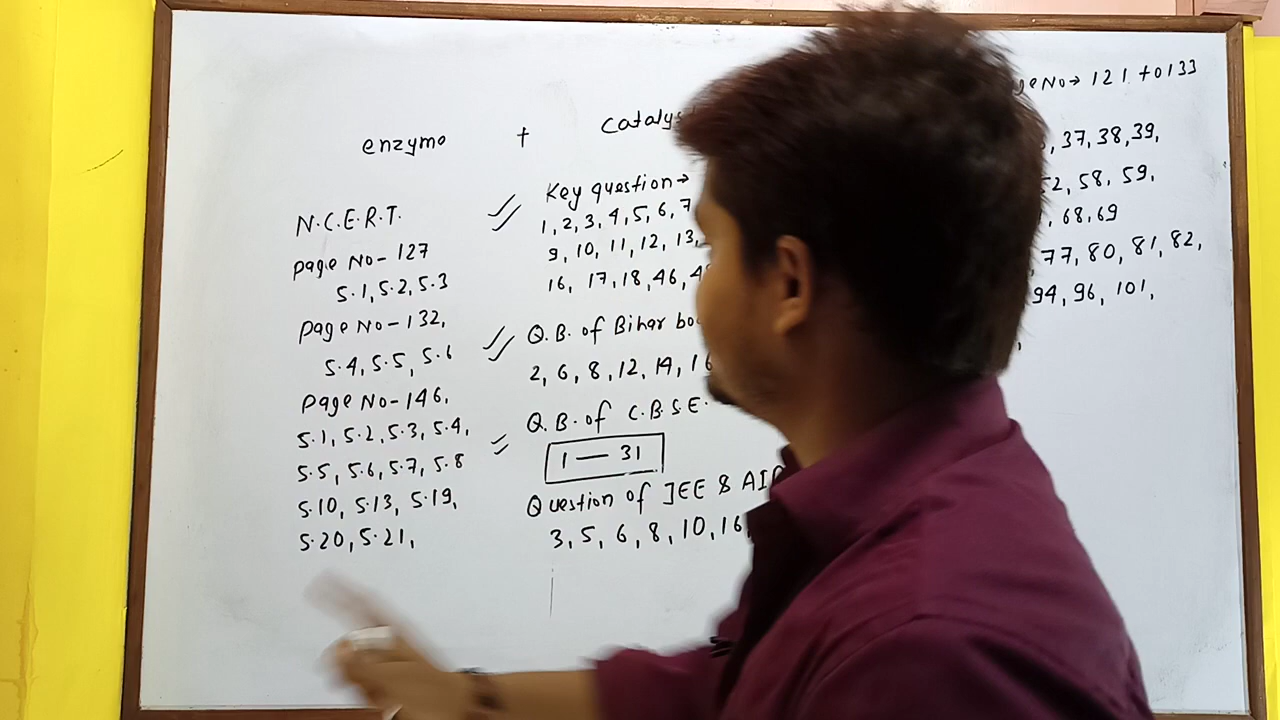 enzyme + Cataly
N.C.E.R.T.
page No - 127
5.1, 5.2, 5.3
page No - 132,
5.4, 5.5, 5.6
page No - 146,
5.1, 5.2, 5.3, 5.4,
5.5, 5.6, 5.7, 5.8
5.10, 5.13, 5.19,
5.20, 5.21,
Key question →
1, 2, 3, 4, 5, 6, 7
9, 10, 11, 12, 13,
16, 17, 18, 46,
Q.B. of Bihar
2, 6, 8, 12, 14, 16
Q.B. of C.B.S.E.
1 — 31
Question of JEE &
3, 5, 6, 8, 10, 16,
No → 121 to 133
, 37, 38, 39,
52, 58, 59,
, 68, 69
, 77, 80, 81, 82,
94, 96, 101,